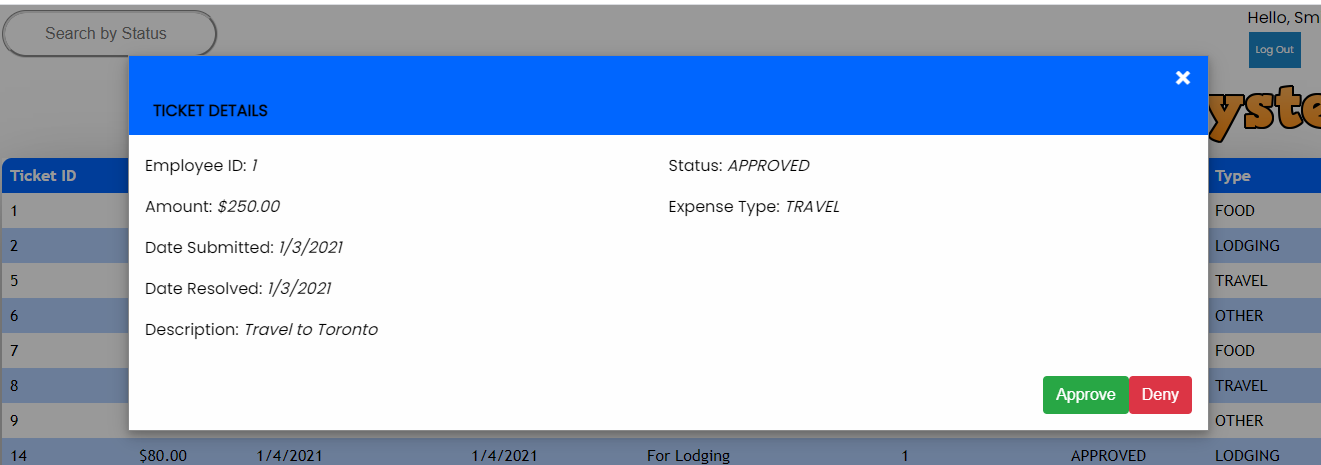 Search by Status
Hello, Sm
Log Out
yste
TICKET DETAILS
Employee ID: 1 Status: APPROVED
Amount: $250.00 Expense Type: TRAVEL
Date Submitted: 1/3/2021
Date Resolved: 1/3/2021
Description: Travel to Toronto
Approve Deny
Ticket ID Type
1 FOOD
2 LODGING
5 TRAVEL
6 OTHER
7 FOOD
8 TRAVEL
9 OTHER
14 $80.00 1/4/2021 1/4/2021 For Lodging 1 APPROVED LODGING